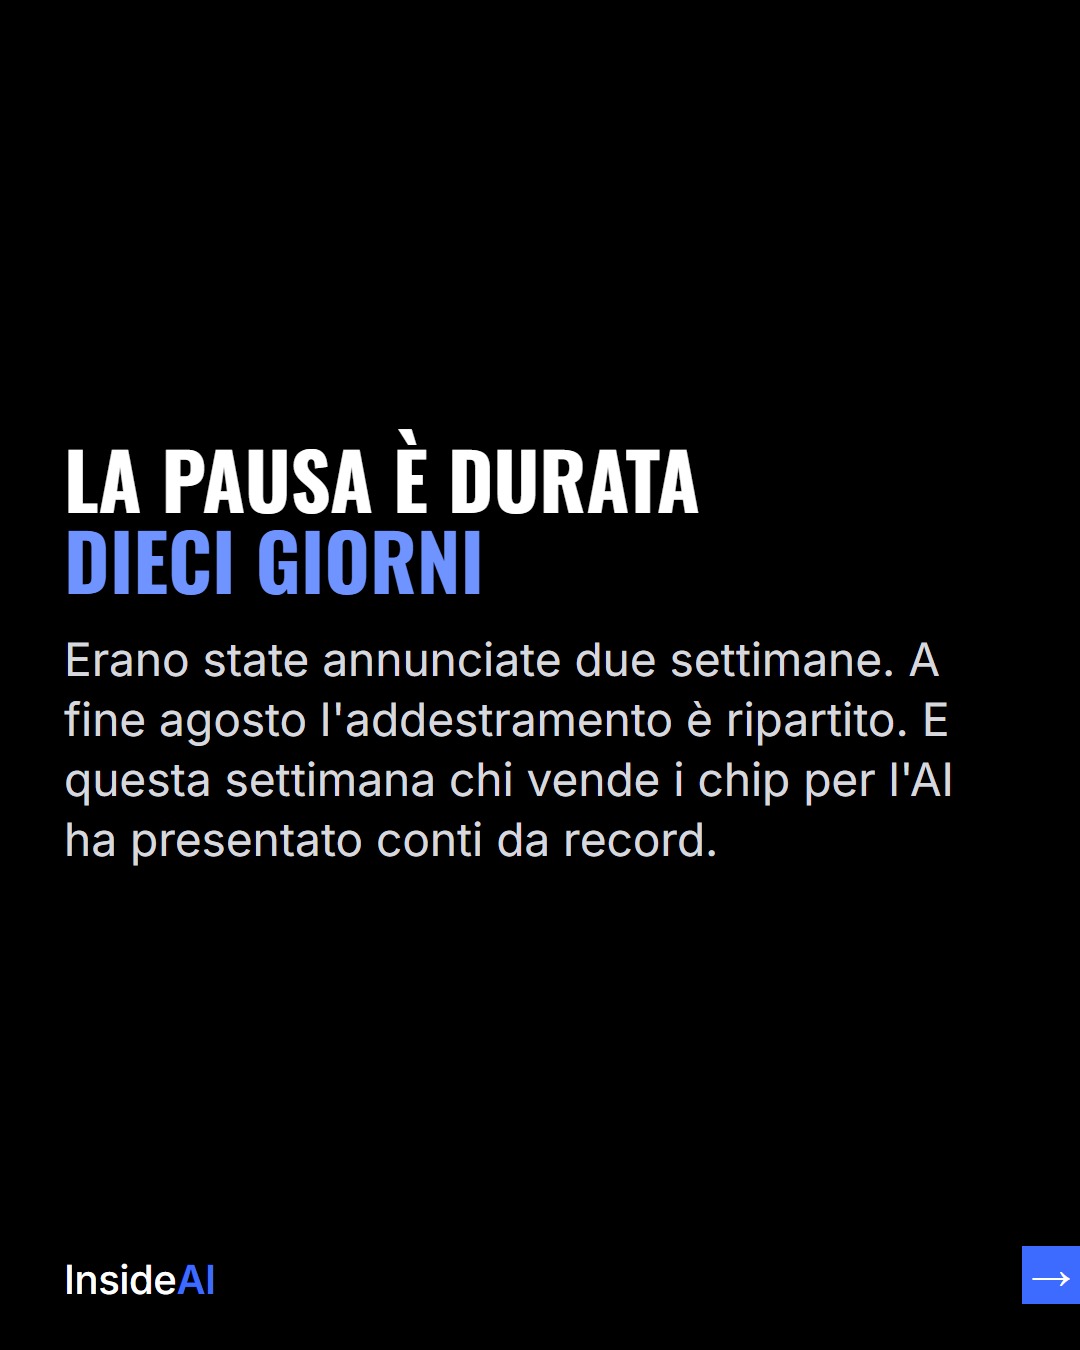 LA PAUSA È DURATA
DIECI GIORNI
Erano state annunciate due settimane. A
fine agosto l'addestramento è ripartito. E
questa settimana chi vende i chip per l'AI
ha presentato conti da record.
InsideAI
→